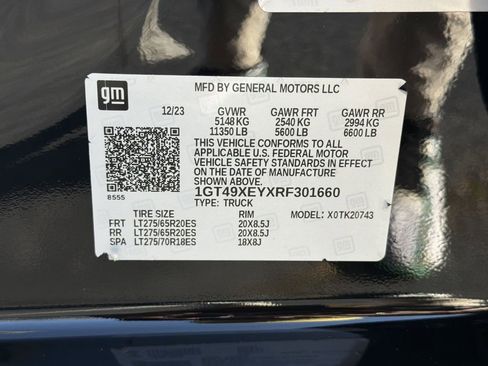 gm
MFD BY GENERAL MOTORS LLC
12/23 GVWR GAWR FRT GAWR RR
5148 KG 2540 KG 2994 KG
11350 LB 5600 LB 6600 LB
THIS VEHICLE CONFORMS TO ALL
APPLICABLE U.S. FEDERAL MOTOR
VEHICLE SAFETY STANDARDS IN EFFECT
ON THE DATE OF MANUFACTURE
SHOWN ABOVE.
1GT49XEYXRF301660
8555 TYPE: TRUCK
TIRE SIZE RIM MODEL: X0TK20743
FRT LT275/65R20ES 20X8.5J
RR LT275/65R20ES 20X8.5J
SPA LT275/70R18ES 18X8J